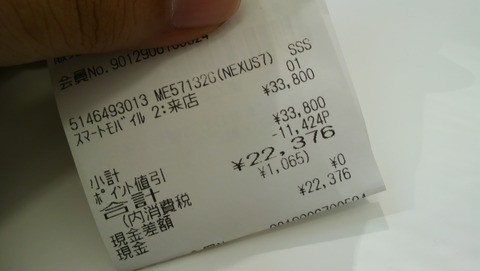 会員No.9012900100324
SSS
5146493013 ME57132G(NEXUS7) 01
スマートモバイル 2:来店 ¥33,800
小計 ¥33,800
ポイント値引 -11,424P
合計 ¥22,376
(内消費税 ¥1,065)
現金差額 ¥0
現金 ¥22,376